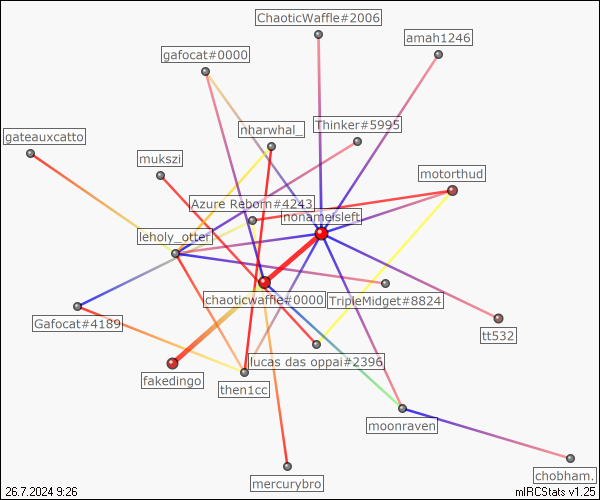 ChaoticWaffle#2006
amah1246
gafocat#0000
Thinker#5995
nharwhal_
gateauxcatto
mukszi
motorthud
Azure Reborn#4243
nonameisleft
leholy_otter
chaoticwaffle#0000
TripleMidget#8824
Gafocat#4189
tt532
lucas das oppai#2396
fakedingo
then1cc
moonraven
chobham.
mercurybro
26.7.2024 9:26
mIRCStats v1.25